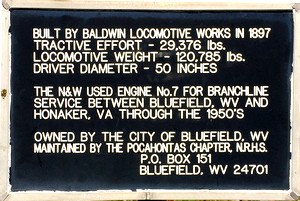 BUILT BY BALDWIN LOCOMOTIVE WORKS IN 1897
TRACTIVE EFFORT - 29,376 lbs.
LOCOMOTIVE WEIGHT - 120,785 lbs.
DRIVER DIAMETER - 50 INCHES
THE N&W USED ENGINE No.7 FOR BRANCHLINE
SERVICE BETWEEN BLUEFIELD, WV AND
HONAKER, VA THROUGH THE 1950'S
OWNED BY THE CITY OF BLUEFIELD, WV
MAINTAINED BY THE POCAHONTAS CHAPTER, N.R.H.S.
P.O. BOX 151
BLUEFIELD, WV 24701